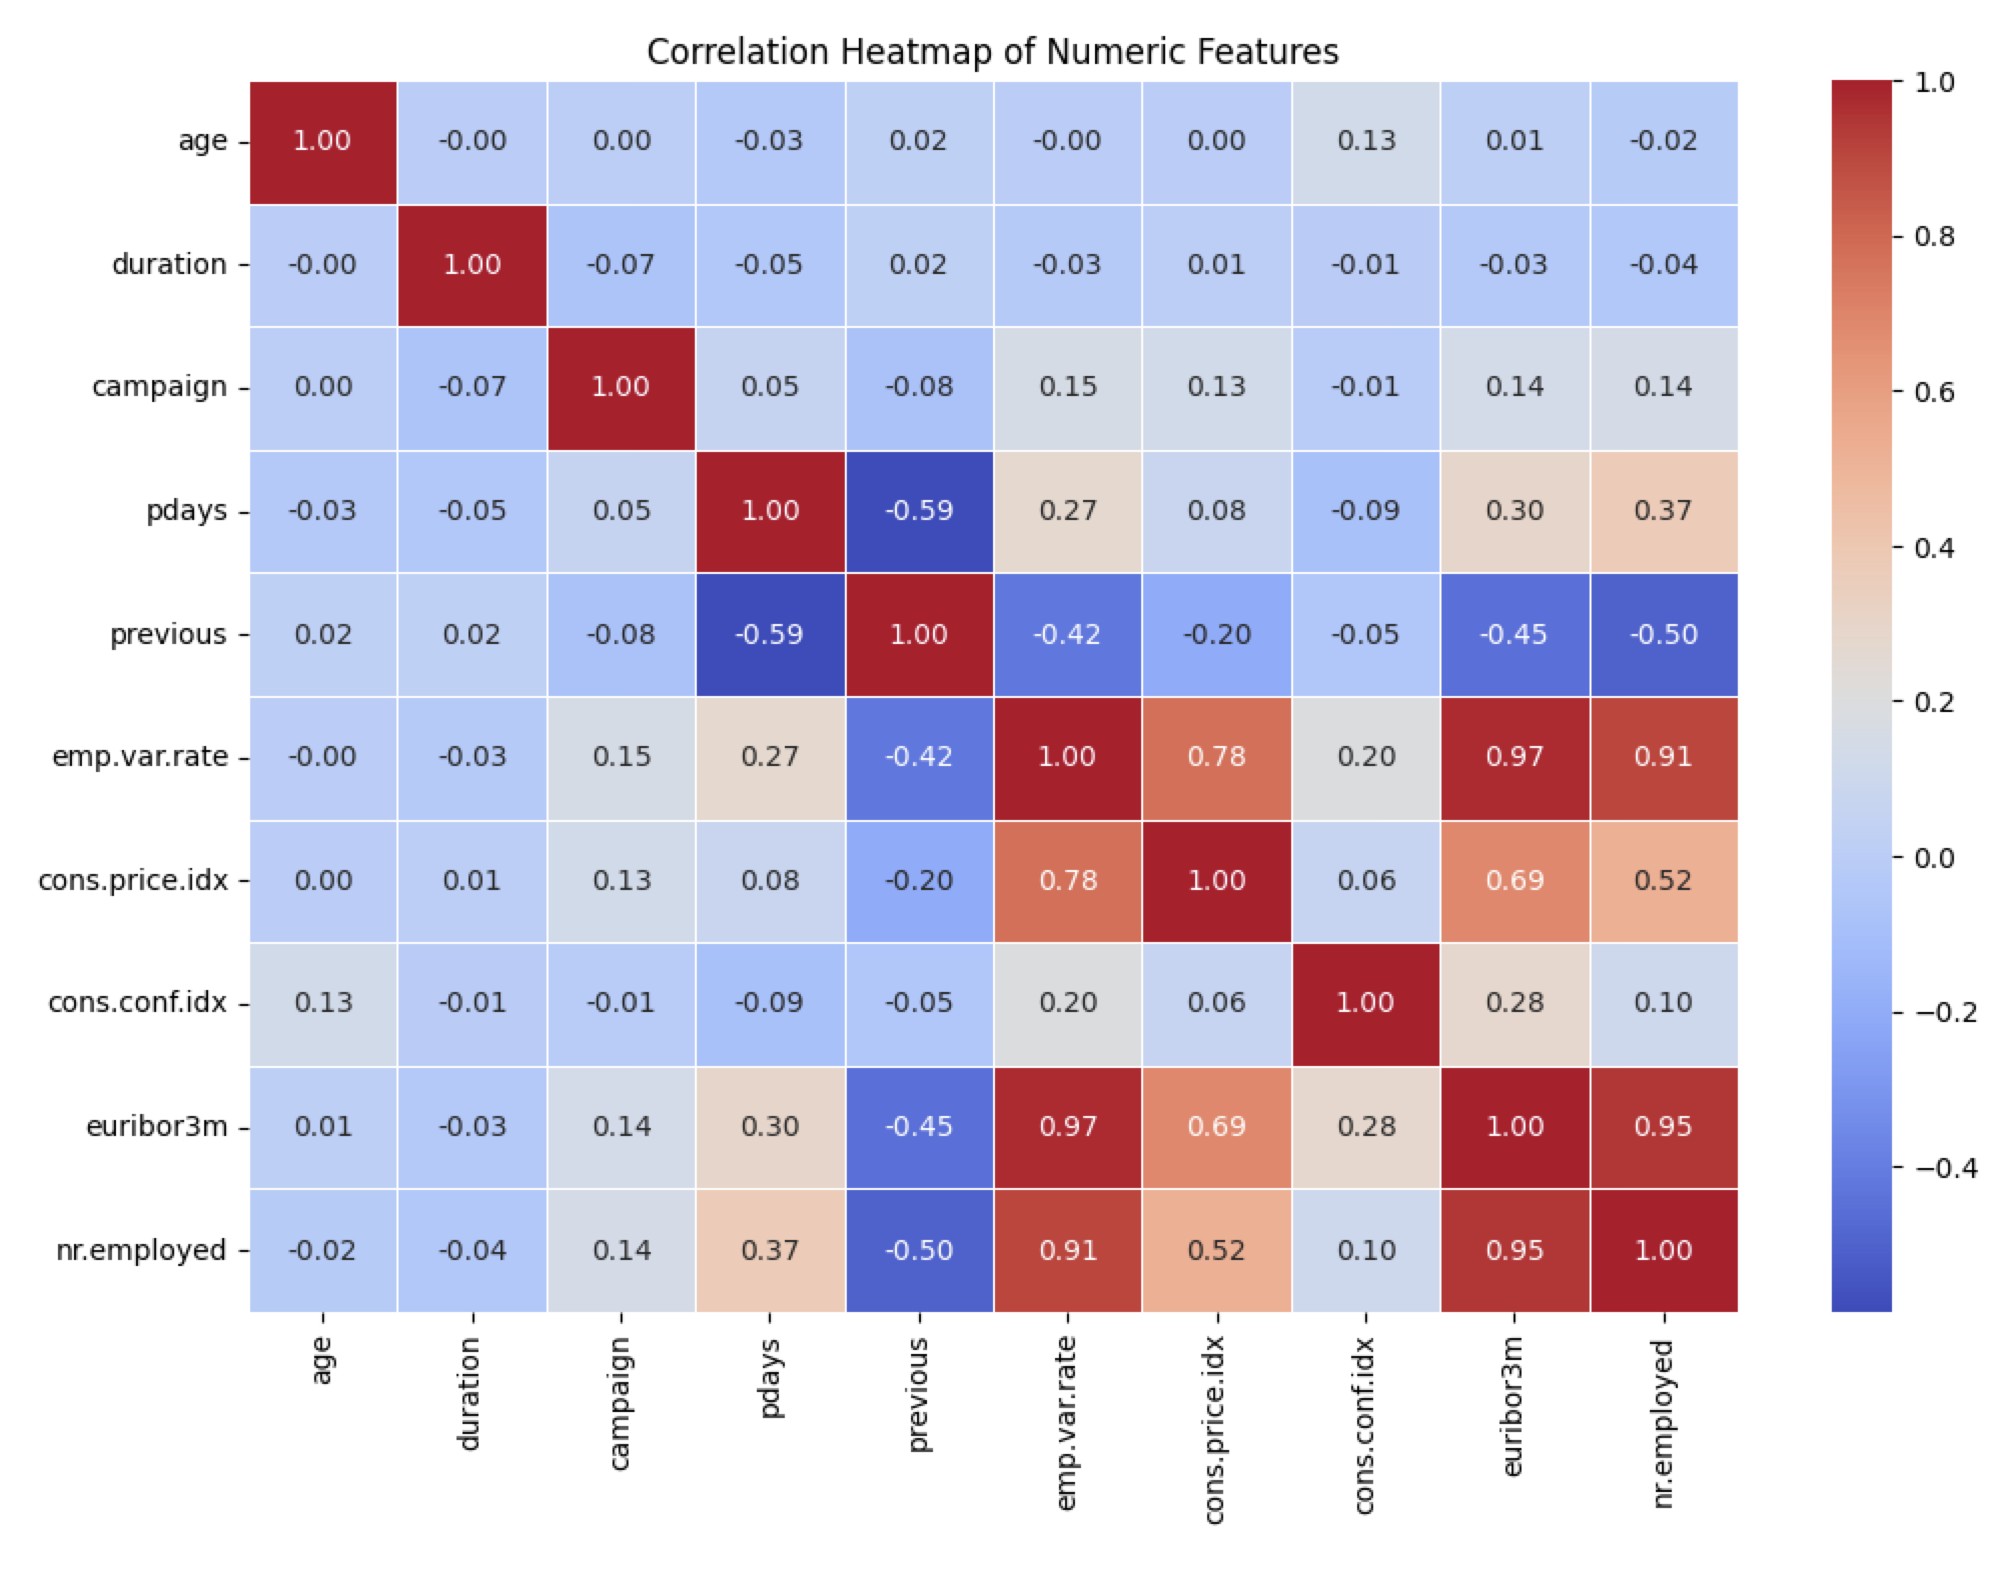 Correlation Heatmap of Numeric Features
age 1.00 -0.00 0.00 -0.03 0.02 -0.00 0.00 0.13 0.01 -0.02
duration -0.00 1.00 -0.07 -0.05 0.02 -0.03 0.01 -0.01 -0.03 -0.04
campaign 0.00 -0.07 1.00 0.05 -0.08 0.15 0.13 -0.01 0.14 0.14
pdays -0.03 -0.05 0.05 1.00 -0.59 0.27 0.08 -0.09 0.30 0.37
previous 0.02 0.02 -0.08 -0.59 1.00 -0.42 -0.20 -0.05 -0.45 -0.50
emp.var.rate -0.00 -0.03 0.15 0.27 -0.42 1.00 0.78 0.20 0.97 0.91
cons.price.idx 0.00 0.01 0.13 0.08 -0.20 0.78 1.00 0.06 0.69 0.52
cons.conf.idx 0.13 -0.01 -0.01 -0.09 -0.05 0.20 0.06 1.00 0.28 0.10
euribor3m 0.01 -0.03 0.14 0.30 -0.45 0.97 0.69 0.28 1.00 0.95
nr.employed -0.02 -0.04 0.14 0.37 -0.50 0.91 0.52 0.10 0.95 1.00
age duration campaign pdays previous emp.var.rate cons.price.idx cons.conf.idx euribor3m nr.employed
1.0
0.8
0.6
0.4
0.2
0.0
−0.2
−0.4